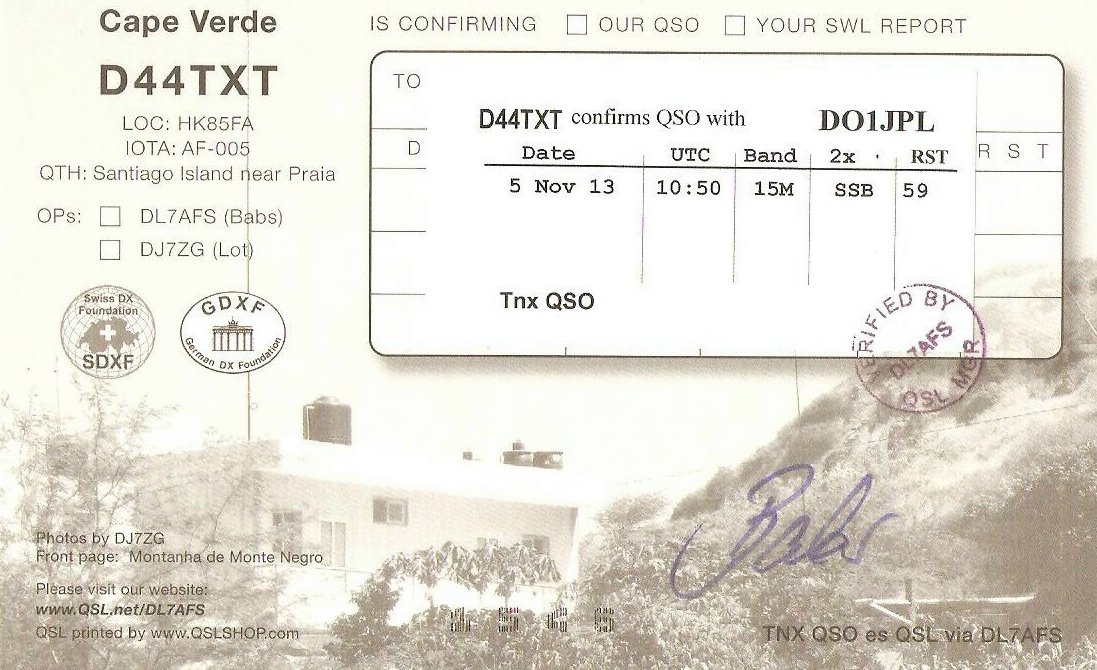 Cape Verde
D44TXT
LOC: HK85FA
IOTA: AF-005
QTH: Santiago Island near Praia
OPs: DL7AFS (Babs)
DJ7ZG (Lot)
Swiss DX
Foundation
SDXF
GDXF
German DX Foundation
IS CONFIRMING OUR QSO YOUR SWL REPORT
TO
D
R S T
D44TXT confirms QSO with DO1JPL
Date UTC Band 2x RST
5 Nov 13 10:50 15M SSB 59
Tnx QSO
VERIFIED BY
DL7AFS
QSL MGR
Babs
Photos by DJ7ZG
Front page: Montanha de Monte Negro
Please visit our website:
www.QSL.net/DL7AFS
QSL printed by www.QSLSHOP.com
TNX QSO es QSL via DL7AFS